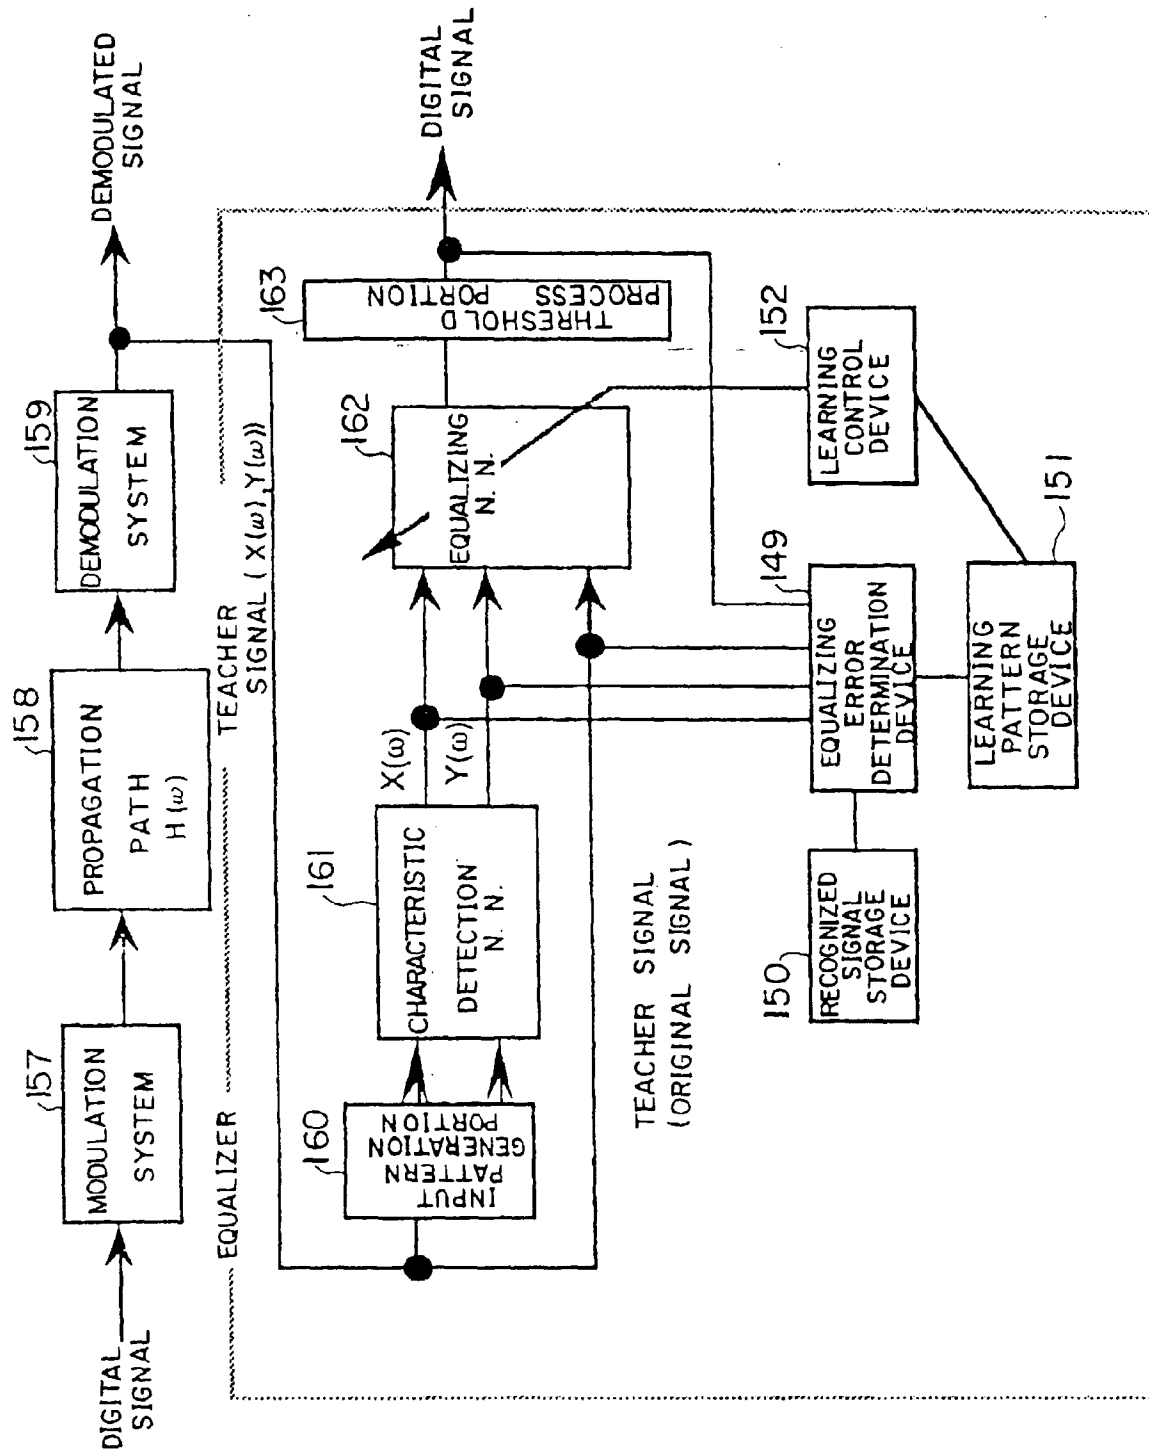 DIGITAL
SIGNAL
157
MODULATION
SYSTEM
158
PROPAGATION
PATH
H(ω)
159
DEMODULATION
SYSTEM
DEMODULATED
SIGNAL
EQUALIZER
TEACHER
SIGNAL (X(ω),Y(ω))
160
INPUT
PATTERN
GENERATION
PORTION
161
CHARACTERISTIC
DETECTION
N. N.
X(ω)
Y(ω)
162
EQUALIZING
N. N.
163
THRESHOLD
PROCESS
PORTION
DIGITAL
SIGNAL
TEACHER SIGNAL
(ORIGINAL SIGNAL)
150
RECOGNIZED
SIGNAL
STORAGE
DEVICE
149
EQUALIZING
ERROR
DETERMINATION
DEVICE
152
LEARNING
CONTROL
DEVICE
151
LEARNING
PATTERN
STORAGE
DEVICE